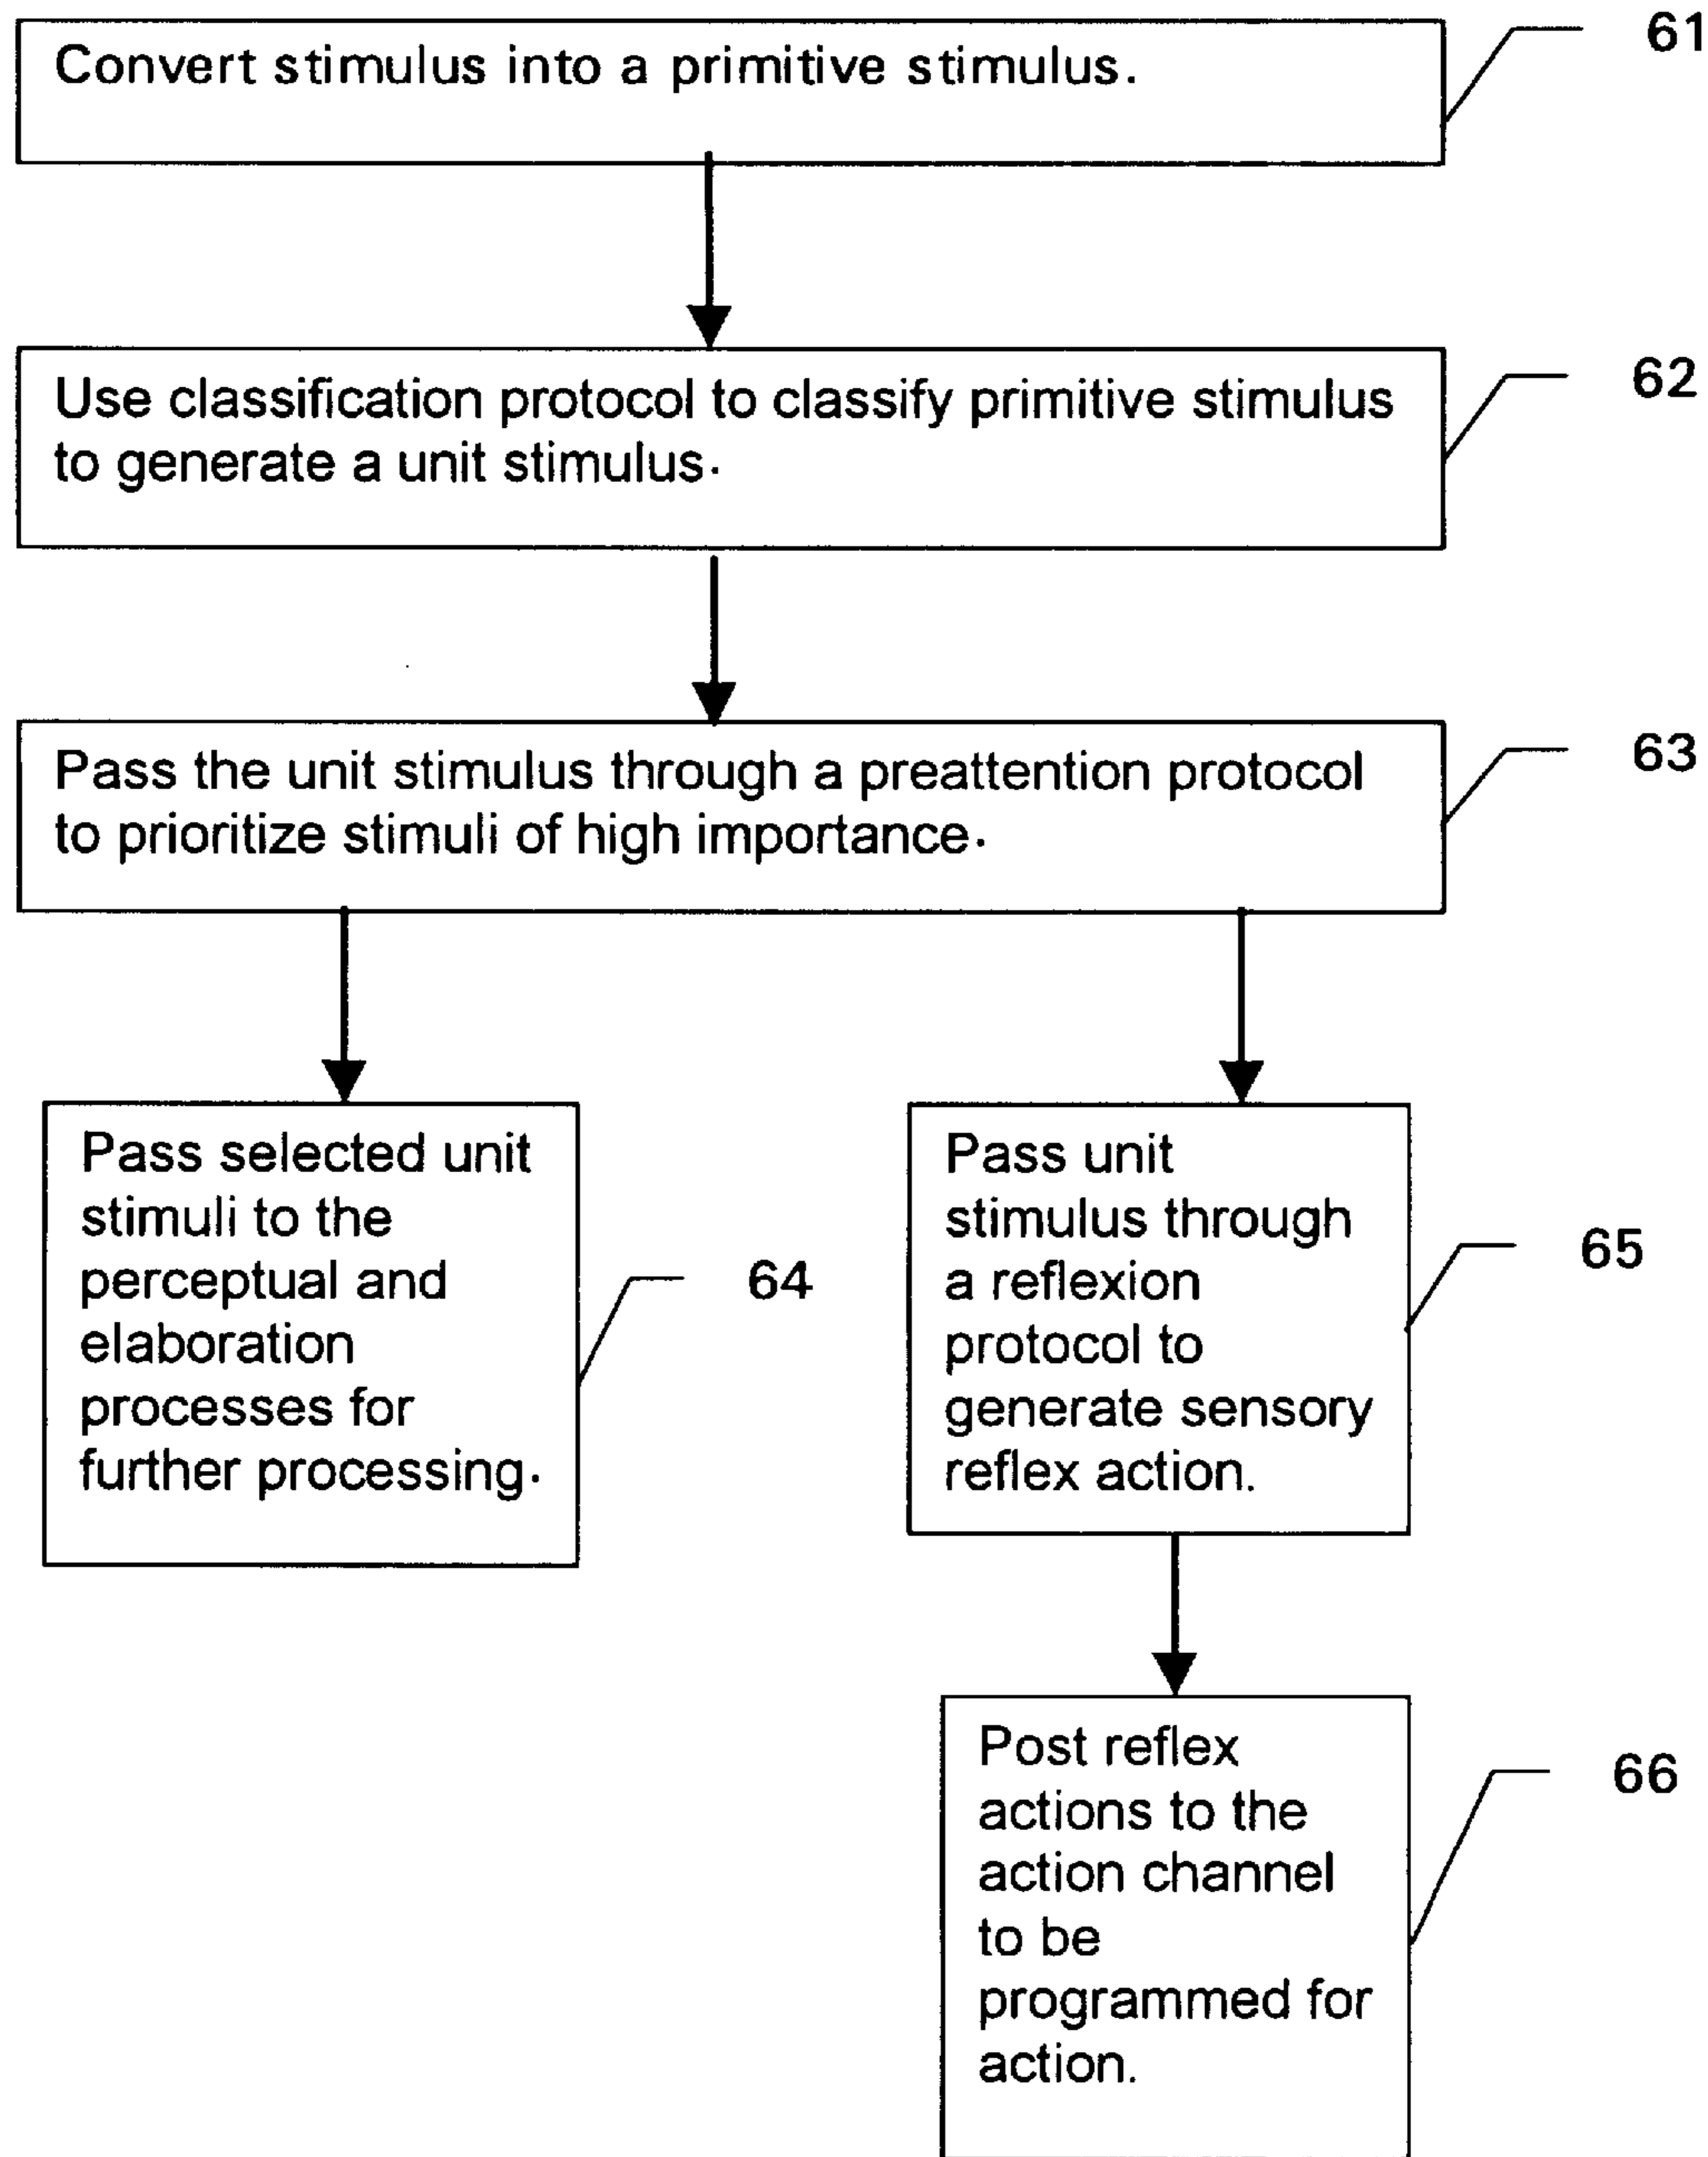 Convert stimulus into a primitive stimulus.
61
Use classification protocol to classify primitive stimulus
to generate a unit stimulus.
62
Pass the unit stimulus through a preattention protocol
to prioritize stimuli of high importance.
63
Pass selected unit
stimuli to the
perceptual and
elaboration
processes for
further processing.
64
Pass unit
stimulus through
a reflexion
protocol to
generate sensory
reflex action.
65
Post reflex
actions to the
action channel
to be
programmed for
action.
66